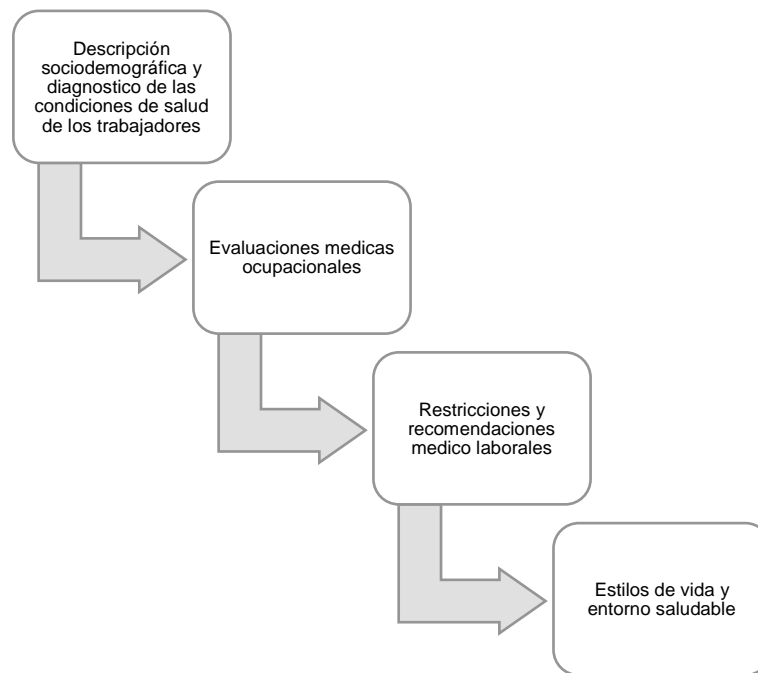 Descripción
sociodemográfica y
diagnostico de las
condiciones de salud
de los trabajadores
Evaluaciones medicas
ocupacionales
Restricciones y
recomendaciones
medico laborales
Estilos de vida y
entorno saludable